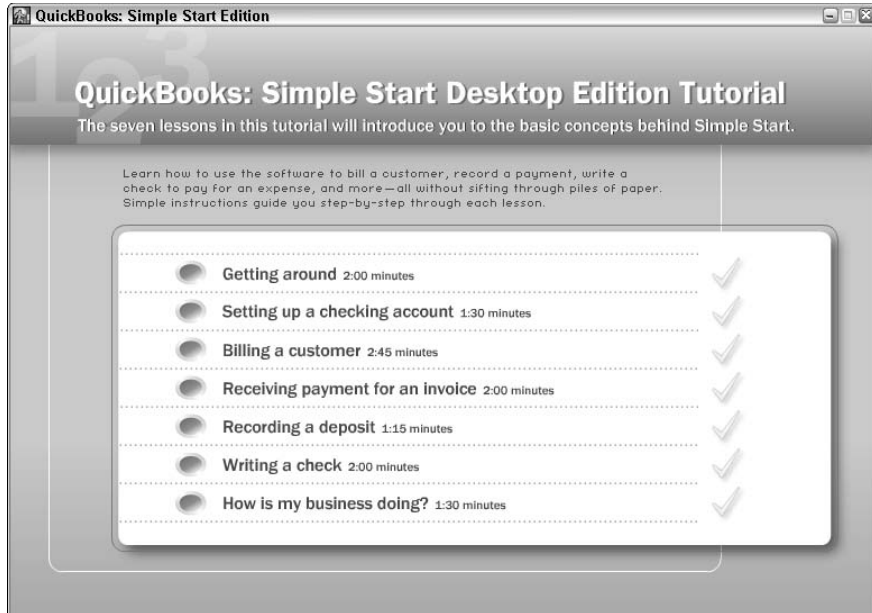 QuickBooks: Simple Start Edition
123
QuickBooks: Simple Start Desktop Edition Tutorial
The seven lessons in this tutorial will introduce you to the basic concepts behind Simple Start.
Learn how to use the software to bill a customer, record a payment, write a
check to pay for an expense, and more—all without sifting through piles of paper.
Simple instructions guide you step-by-step through each lesson.
Getting around 2:00 minutes
Setting up a checking account 1:30 minutes
Billing a customer 2:45 minutes
Receiving payment for an invoice 2:00 minutes
Recording a deposit 1:15 minutes
Writing a check 2:00 minutes
How is my business doing? 1:30 minutes